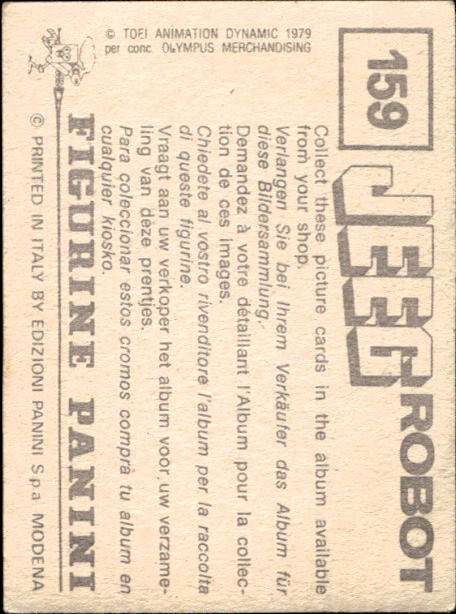 159
JEEG ROBOT
Collect these picture cards in the album available
from your shop.
Verlangen Sie bei Ihrem Verkäufer das Album für
diese Bildersammlung.
Demandez à votre détaillant l'Album pour la collec-
tion de ces images.
Chiedete al vostro rivenditore l'album per la raccolta
di queste figurine.
Vraagt aan uw verkoper het album voor uw verzame-
ling van deze prentjes.
Para coleccionar estos cromos comprà tu album en
cualquier kiosko.
FIGURINE PANINI
© PRINTED IN ITALY BY EDIZIONI PANINI SpA MODENA
© TOEI ANIMATION DYNAMIC 1979
per conc. OLYMPUS MERCHANDISING